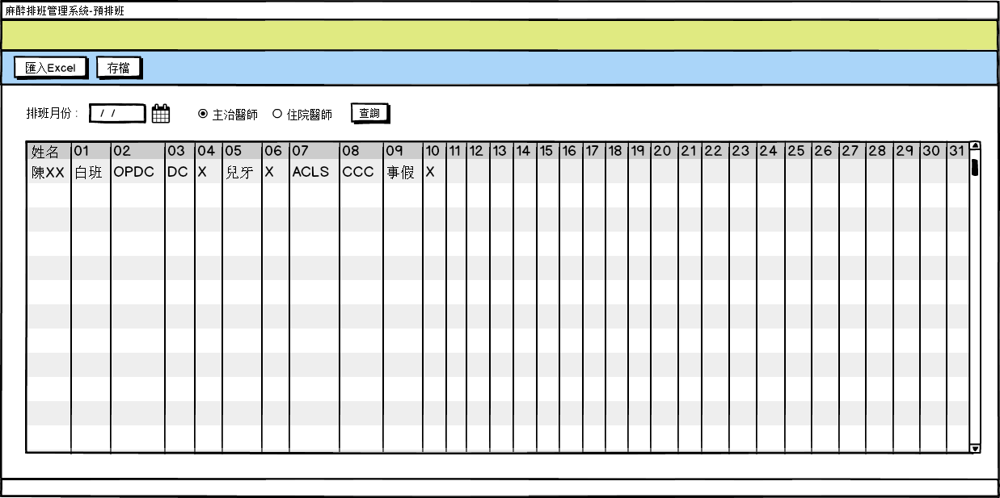 麻醉排班管理系統-預排班
匯入Excel 存檔
排班月份： / / 主治醫師 住院醫師 查詢
姓名 01 02 03 04 05 06 07 08 09 10 11 12 13 14 15 16 17 18 19 20 21 22 23 24 25 26 27 28 29 30 31
陳XX 白班 OPDC DC X 兒牙 X ACLS CCC 事假 X